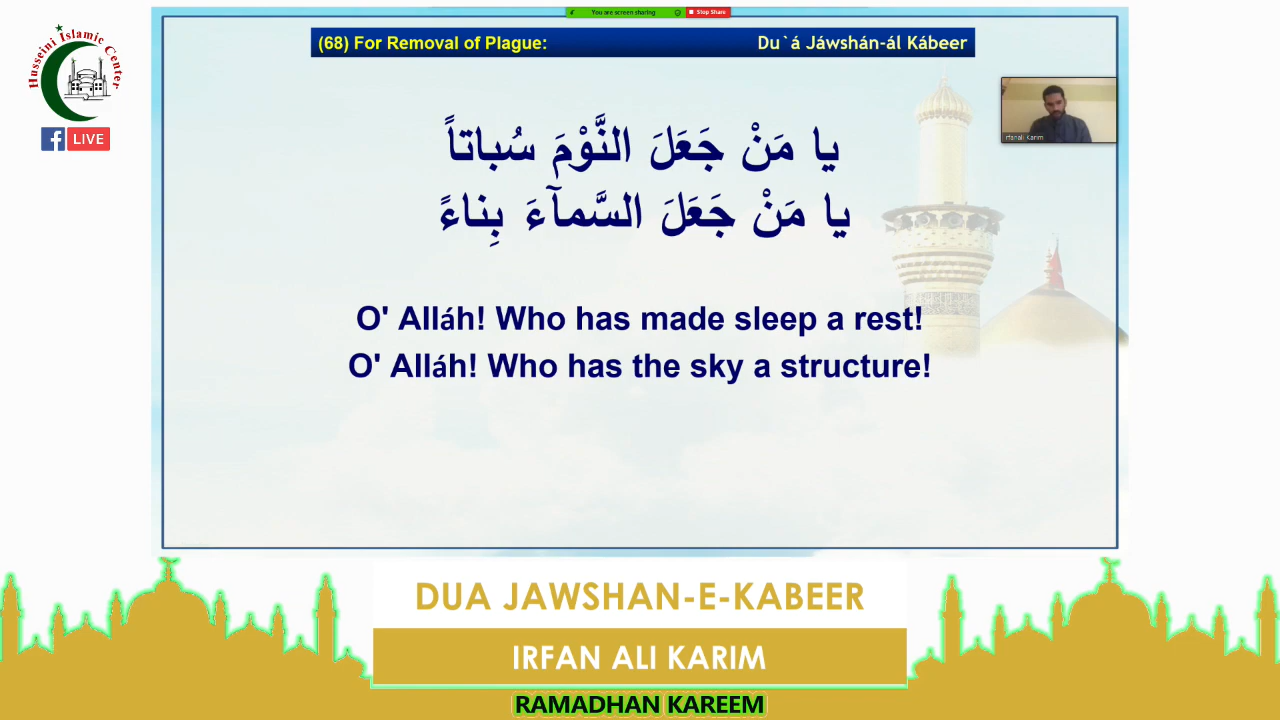 You are screen sharing
Stop Share
Husseini Islamic Center
LIVE
(68) For Removal of Plague:
Du`á Jáwshán-ál Kábeer
Irfanali Karim
يا مَنْ جَعَلَ النَّوْمَ سُباتاً
يا مَنْ جَعَلَ السَّمآءَ بِناءً
O' Alláh! Who has made sleep a rest!
O' Alláh! Who has the sky a structure!
DUA JAWSHAN-E-KABEER
IRFAN ALI KARIM
RAMADHAN KAREEM